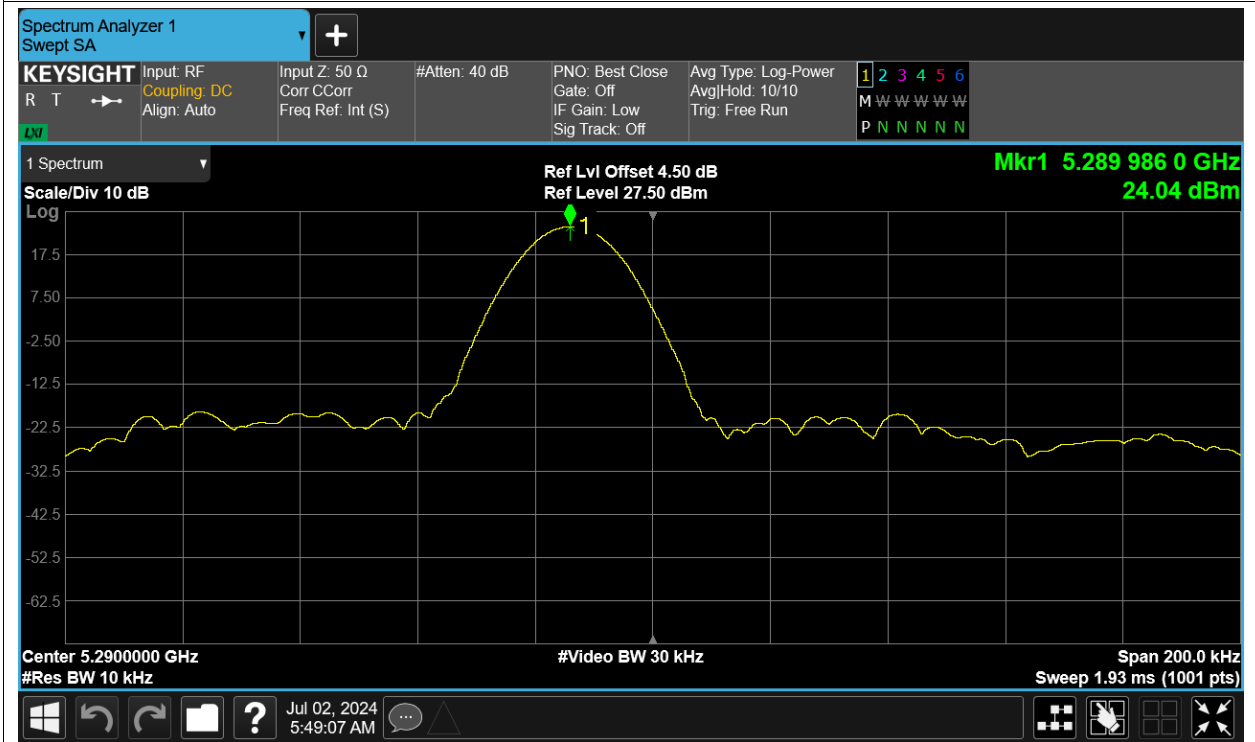 Spectrum Analyzer 1
Swept SA
+
KEYSIGHT
R T
LXI
Input: RF
Coupling: DC
Align: Auto
Input Z: 50 Ω
Corr CCorr
Freq Ref: Int (S)
#Atten: 40 dB
PNO: Best Close
Gate: Off
IF Gain: Low
Sig Track: Off
Avg Type: Log-Power
Avg|Hold: 10/10
Trig: Free Run
1 2 3 4 5 6
M W W W W W
P N N N N N
1 Spectrum
Scale/Div 10 dB
Log
Ref Lvl Offset 4.50 dB
Ref Level 27.50 dBm
Mkr1 5.289 986 0 GHz
24.04 dBm
1
17.5
7.50
-2.50
-12.5
-22.5
-32.5
-42.5
-52.5
-62.5
Center 5.2900000 GHz
#Res BW 10 kHz
#Video BW 30 kHz
Span 200.0 kHz
Sweep 1.93 ms (1001 pts)
?
Jul 02, 2024
5:49:07 AM